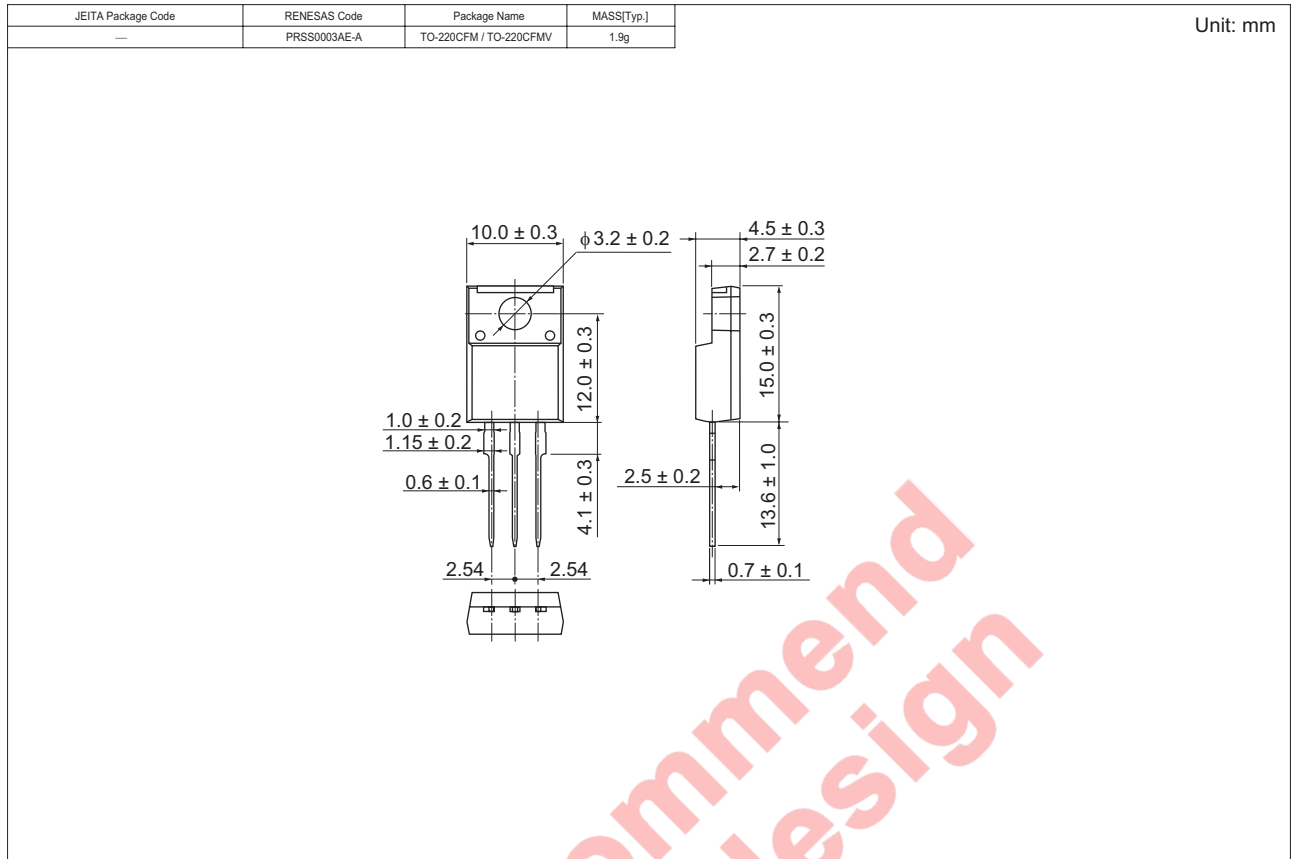 JEITA Package Code RENESAS Code Package Name MASS[Typ.]
— PRSS0003AE-A TO-220CFM / TO-220CFMV 1.9g
Unit: mm
10.0 ± 0.3
ϕ 3.2 ± 0.2
4.5 ± 0.3
2.7 ± 0.2
12.0 ± 0.3
15.0 ± 0.3
1.0 ± 0.2
1.15 ± 0.2
0.6 ± 0.1
4.1 ± 0.3
2.5 ± 0.2
13.6 ± 1.0
2.54 2.54
0.7 ± 0.1
design